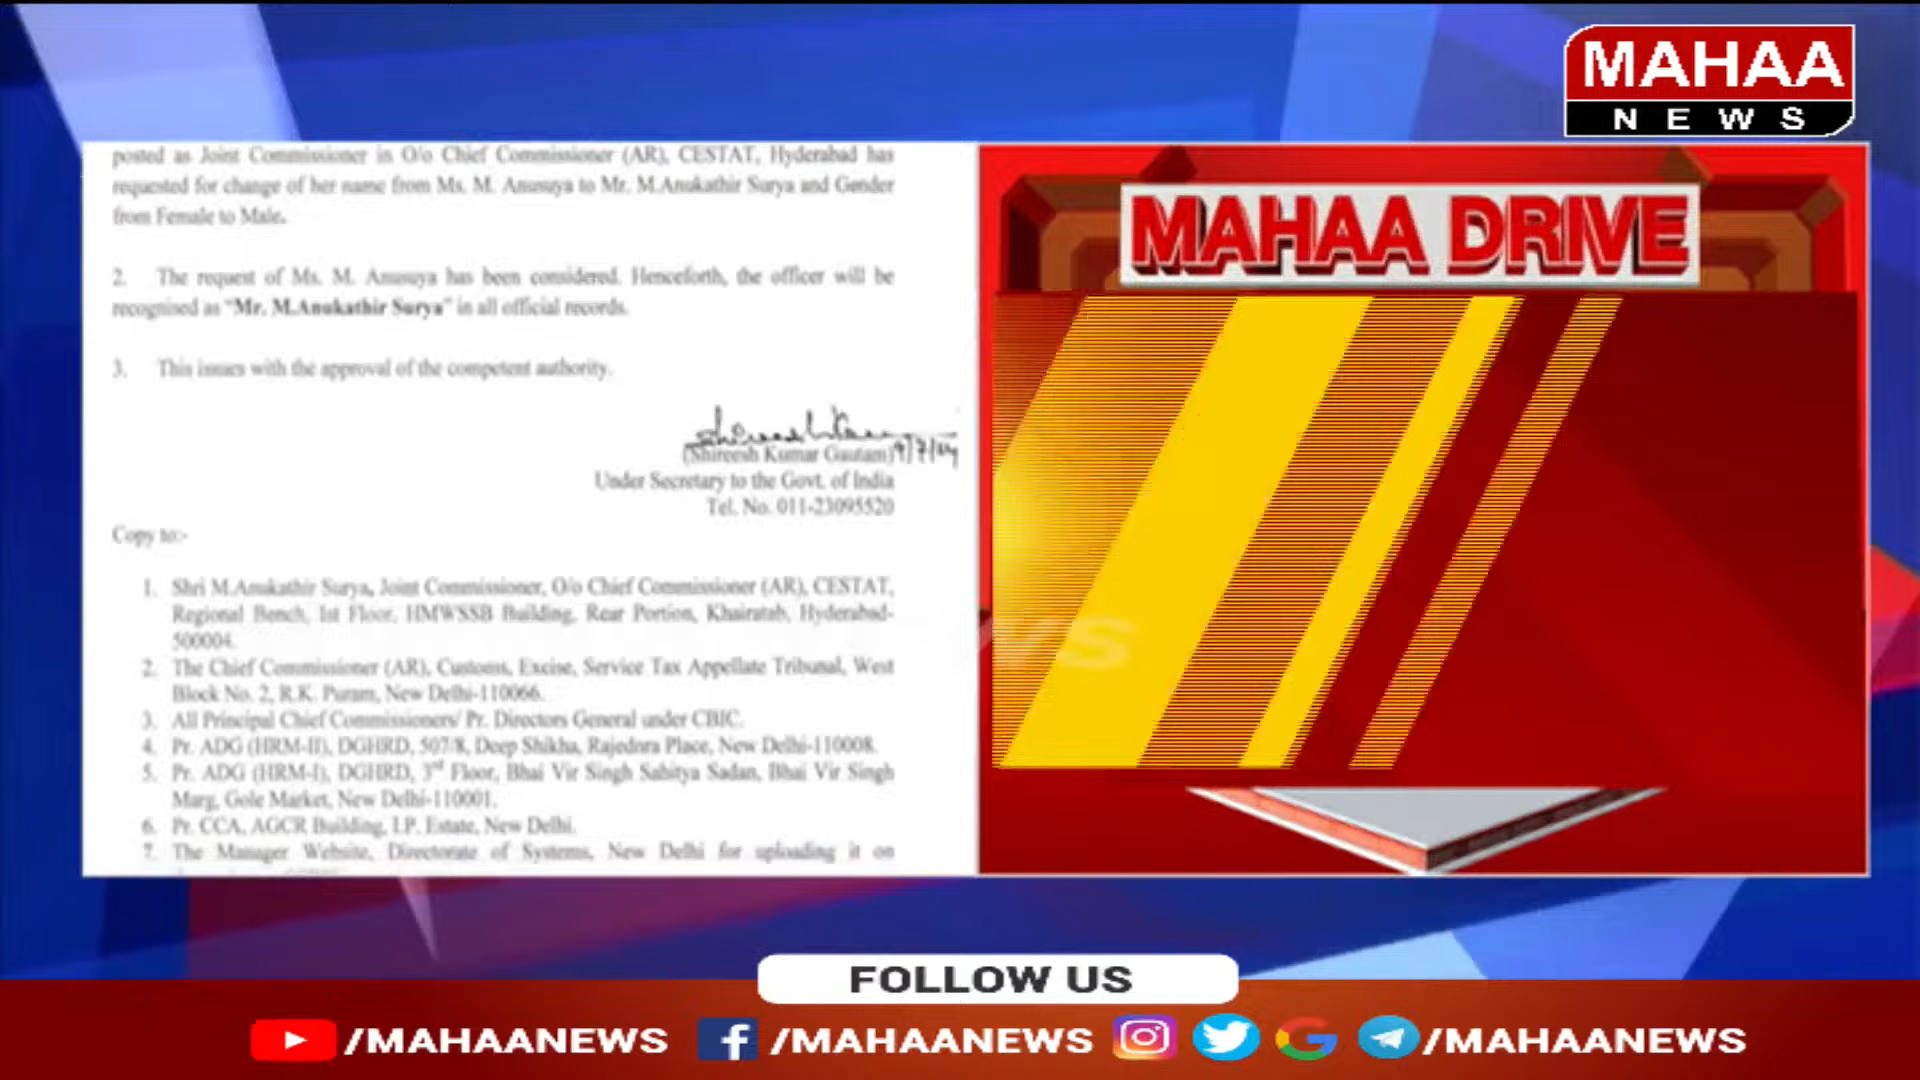 MAHAA
NEWS
posted as Joint Commissioner in O/o Chief Commissioner (AR), CESTAT, Hyderabad has
requested for change of her name from Ms. M. Anusuya to Mr. M.Anukathir Surya and Gender
from Female to Male.
2. The request of Ms. M. Anusuya has been considered. Henceforth, the officer will be
recognised as "Mr. M.Anukathir Surya" in all official records.
3. This issues with the approval of the competent authority.
9/7/24
(Shireesh Kumar Gautam)
Under Secretary to the Govt. of India
Tel. No. 011-23095520
Copy to:-
1. Shri M.Anukathir Surya, Joint Commissioner, O/o Chief Commissioner (AR), CESTAT,
Regional Bench, 1st Floor, HMWSSB Building, Rear Portion, Khairatab, Hyderabad-
500004.
2. The Chief Commissioner (AR), Customs, Excise, Service Tax Appellate Tribunal, West
Block No. 2, R.K. Puram, New Delhi-110066.
3. All Principal Chief Commissioners/ Pr. Directors General under CBIC.
4. Pr. ADG (HRM-II), DGHRD, 507/8, Deep Shikha, Rajednra Place, New Delhi-110008.
5. Pr. ADG (HRM-I), DGHRD, 3rd Floor, Bhai Vir Singh Sahitya Sadan, Bhai Vir Singh
Marg, Gole Market, New Delhi-110001.
6. Pr. CCA, AGCR Building, I.P. Estate, New Delhi.
7. The Manager Website, Directorate of Systems, New Delhi for uploading it on
MAHAA DRIVE
FOLLOW US
/MAHAANEWS /MAHAANEWS /MAHAANEWS